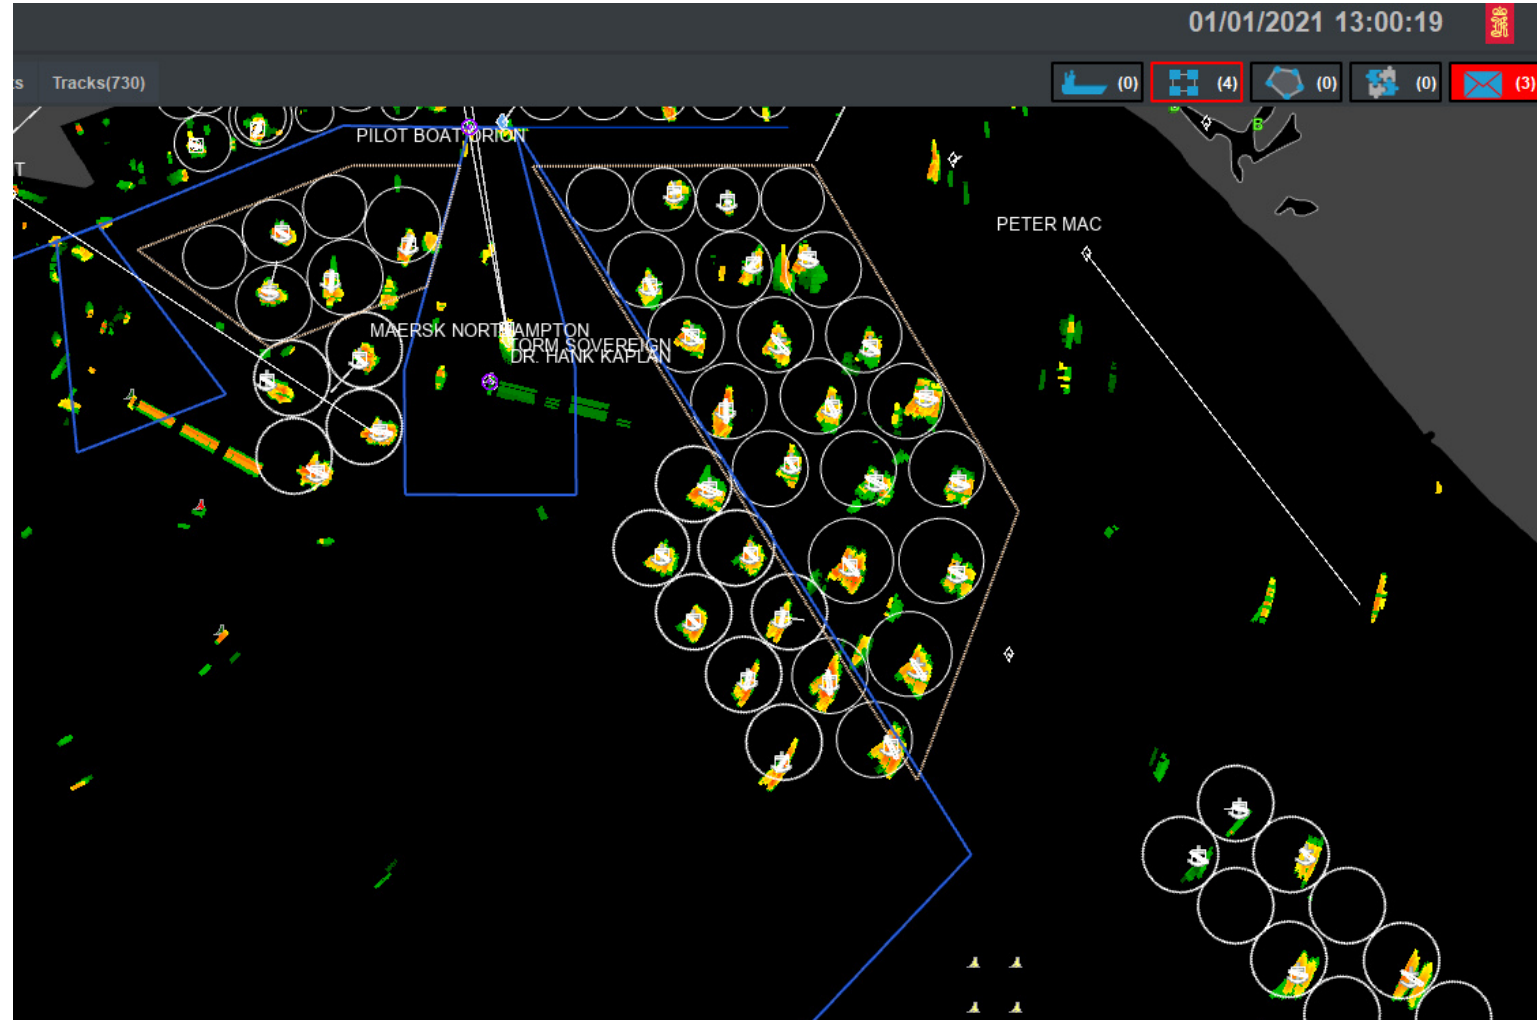 01/01/2021 13:00:19
s Tracks(730)
(0)
(4)
(0)
(0)
(3)
B
PILOT BOAT ORION
T
PETER MAC
MAERSK NORTHAMPTON
TORM SOVEREIGN
DR. HANK KAPLAN